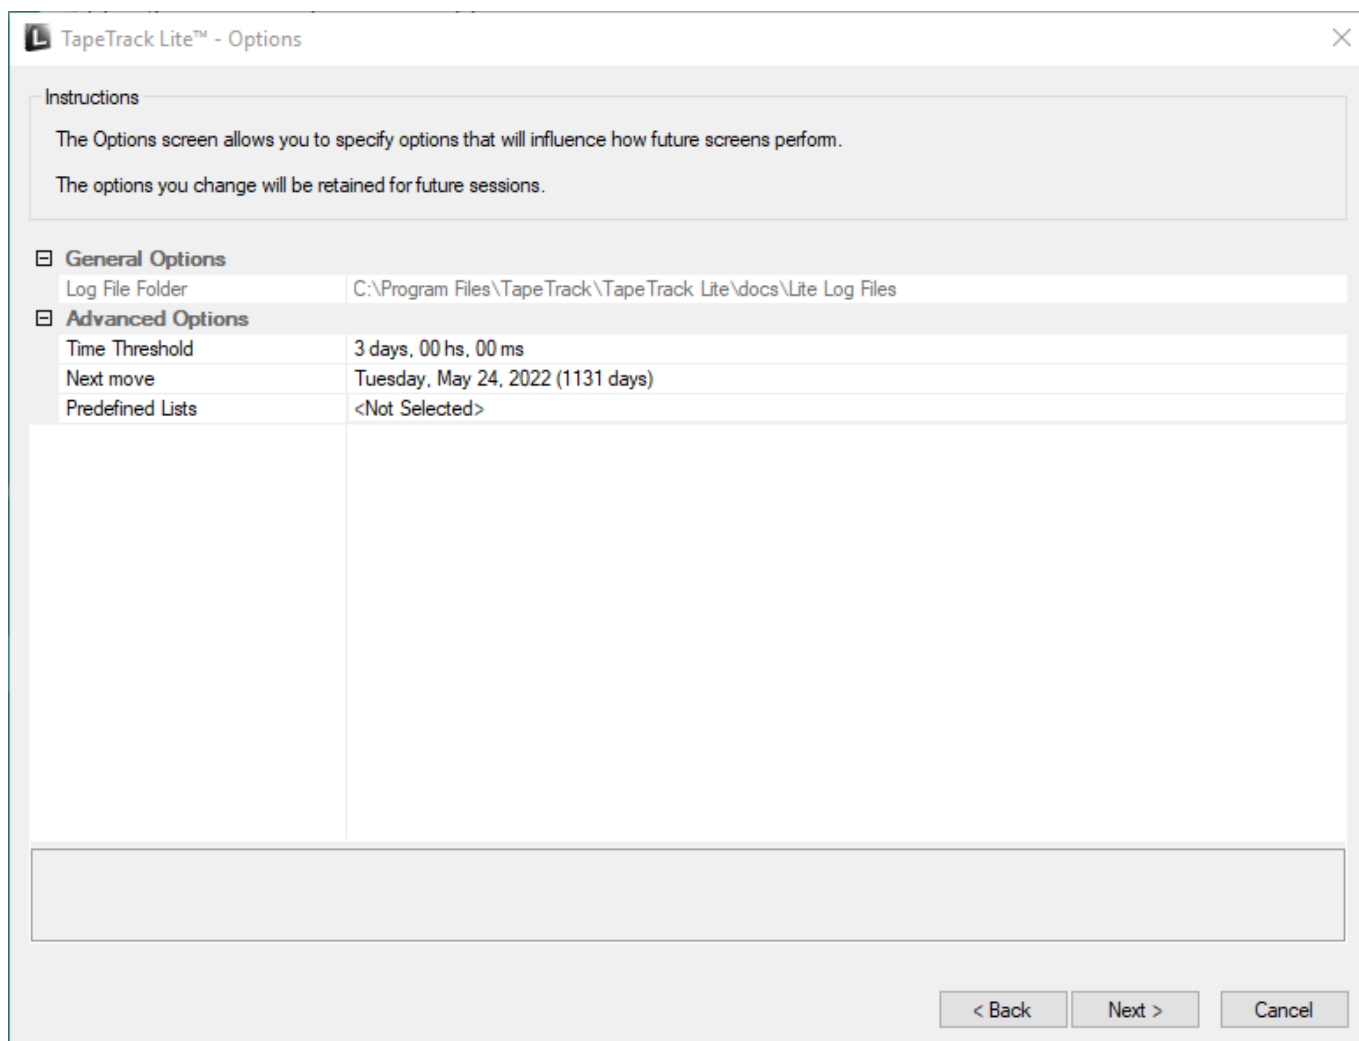 TapeTrack Lite™ - Options
Instructions
The Options screen allows you to specify options that will influence how future screens perform.
The options you change will be retained for future sessions.
General Options
Log File Folder C:\Program Files\TapeTrack\TapeTrack Lite\docs\Lite Log Files
Advanced Options
Time Threshold 3 days, 00 hs, 00 ms
Next move Tuesday, May 24, 2022 (1131 days)
Predefined Lists <Not Selected>
< Back Next > Cancel